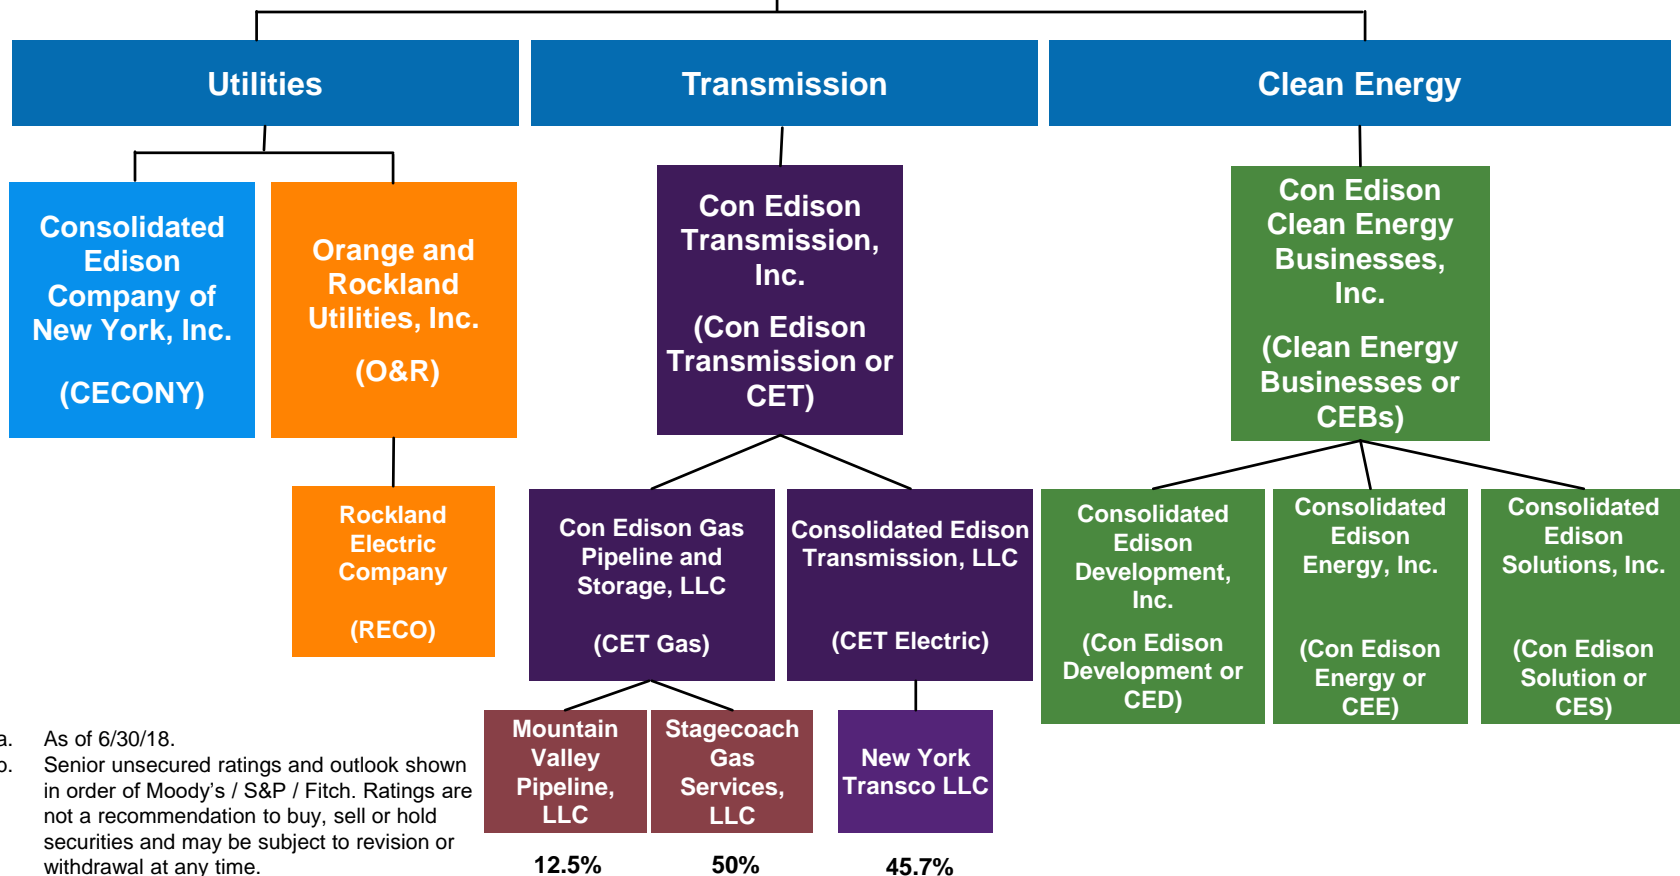 Utilities
Transmission
Clean Energy
Consolidated
Edison
Company of
New York, Inc.
(CECONY)
Orange and
Rockland
Utilities, Inc.
(O&R)
Con Edison
Transmission,
Inc.
(Con Edison
Transmission or
CET)
Con Edison
Clean Energy
Businesses,
Inc.
(Clean Energy
Businesses or
CEBs)
Rockland
Electric
Company
(RECO)
Con Edison Gas
Pipeline and
Storage, LLC
(CET Gas)
Consolidated Edison
Transmission, LLC
(CET Electric)
Consolidated
Edison
Development,
Inc.
(Con Edison
Development or
CED)
Consolidated
Edison
Energy, Inc.
(Con Edison
Energy or
CEE)
Consolidated
Edison
Solutions, Inc.
(Con Edison
Solution or
CES)
Mountain
Valley
Pipeline,
LLC
12.5%
Stagecoach
Gas
Services,
LLC
50%
New York
Transco LLC
45.7%
a. As of 6/30/18.
b. Senior unsecured ratings and outlook shown
in order of Moody's / S&P / Fitch. Ratings are
not a recommendation to buy, sell or hold
securities and may be subject to revision or
withdrawal at any time.